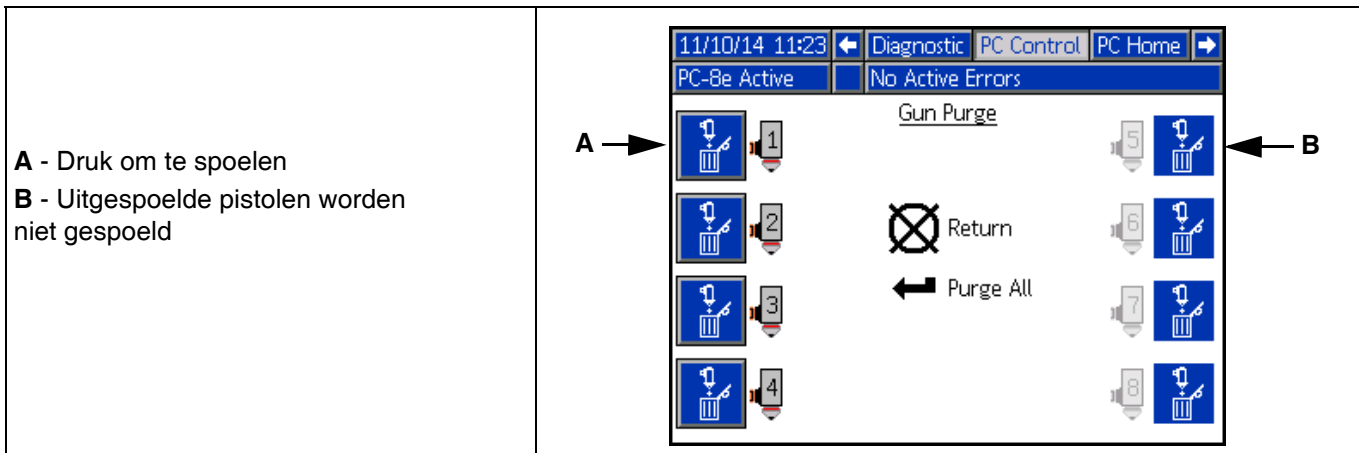 A - Druk om te spoelen
B - Uitgespoelde pistolen worden
niet gespoeld
11/10/14 11:23 Diagnostic PC Control PC Home
PC-8e Active No Active Errors
Gun Purge
A 1 5 B
2 Return 6
Purge All
3 7
4 8